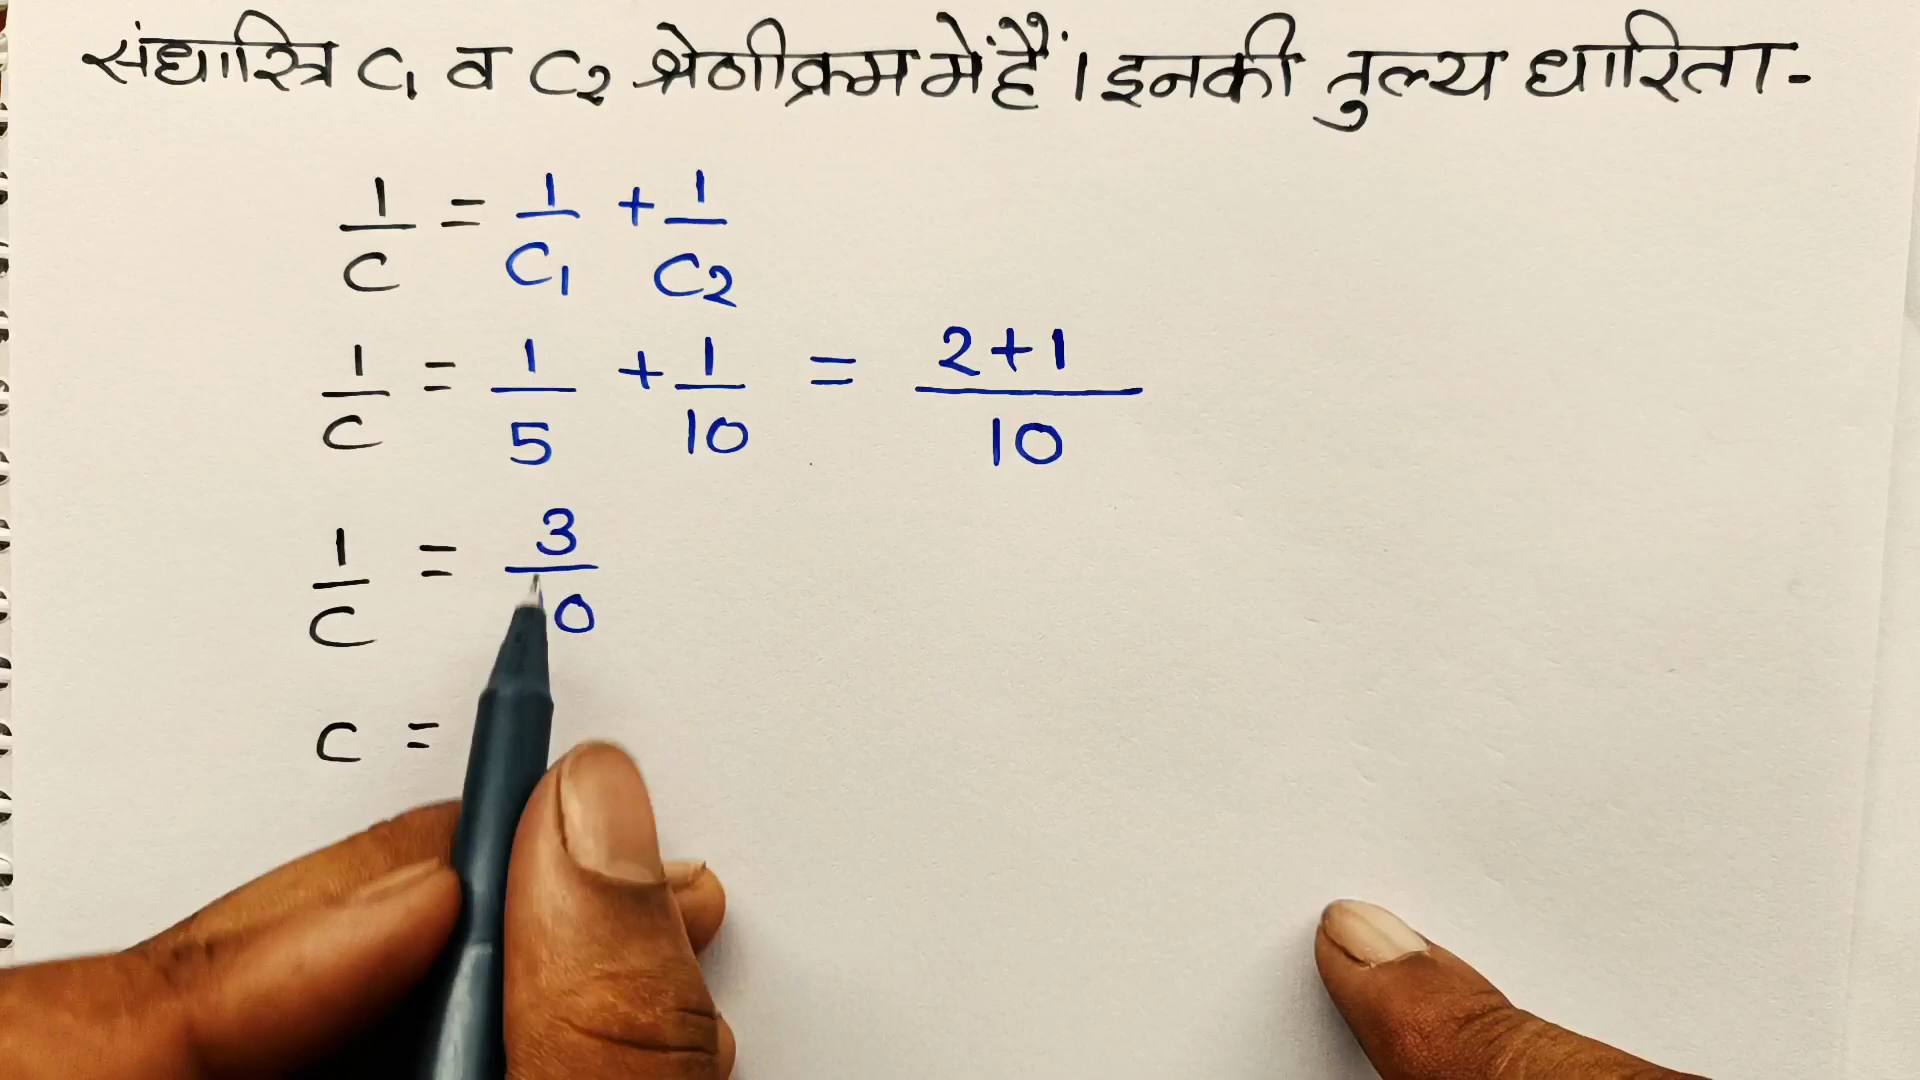 संधारित्र C₁ व C₂ श्रेणीक्रम में हैं। इनकी तुल्य धारिता-
1/C = 1/C₁ + 1/C₂
1/C = 1/5 + 1/10 = 2+1/10
1/C = 3/10
C =